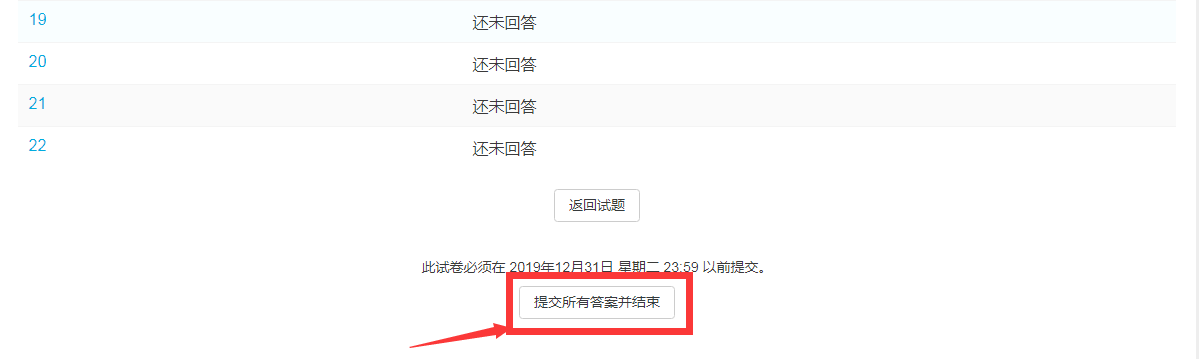 19 还未回答
20 还未回答
21 还未回答
22 还未回答
返回试题
此试卷必须在 2019年12月31日 星期二 23:59 以前提交。
提交所有答案并结束